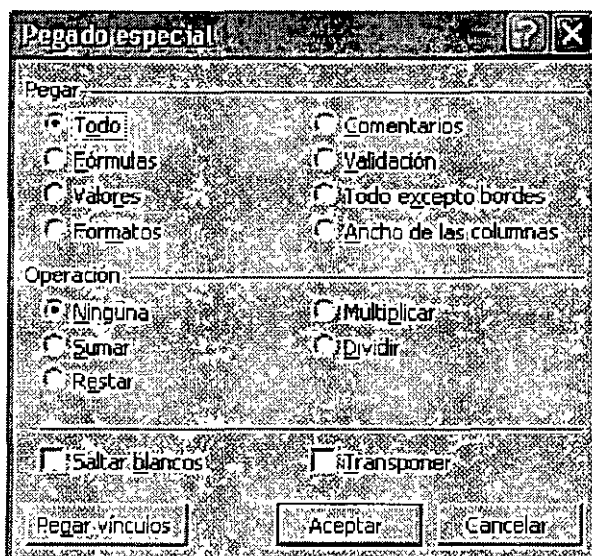 Pegado especial
Pegar
Todo
Comentarios
Fórmulas
Validación
Valores
Todo excepto bordes
Formatos
Ancho de las columnas
Operación
Ninguna
Multiplicar
Sumar
Dividir
Restar
Saltar blancos
Transponer
Pegar vínculos
Aceptar
Cancelar